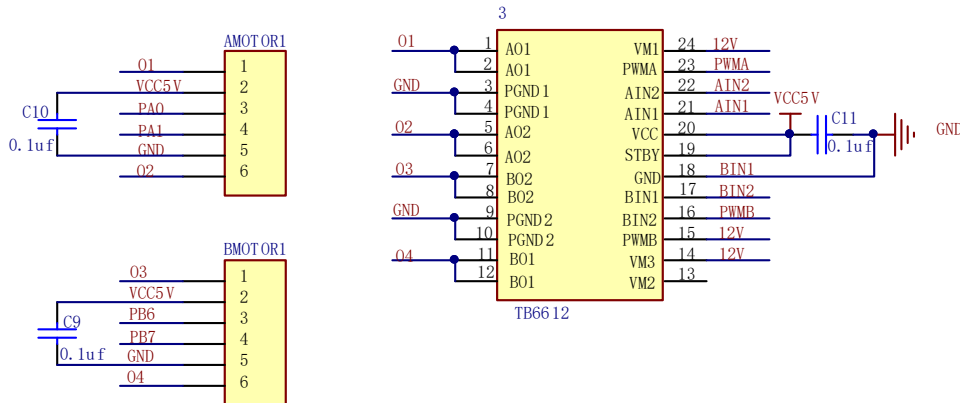 3
AMOTOR1
O1 1
VCC5V 2
C10 PA0 3
0.1uf PA1 4
GND 5
O2 6
O1 1 AO1 VM1 24 12V
2 AO1 PWMA 23 PWMA
GND 3 PGND1 AIN2 22 AIN2
4 PGND1 AIN1 21 AIN1 VCC5V
O2 5 AO2 VCC 20 C11 0.1uf GND
6 AO2 STBY 19
O3 7 BO2 GND 18 BIN1
8 BO2 BIN1 17 BIN2
GND 9 PGND2 BIN2 16 PWMB
10 PGND2 PWMB 15 12V
O4 11 BO1 VM3 14 12V
12 BO1 VM2 13
TB6612
BMOTOR1
O3 1
VCC5V 2
C9 PB6 3
0.1uf PB7 4
GND 5
O4 6